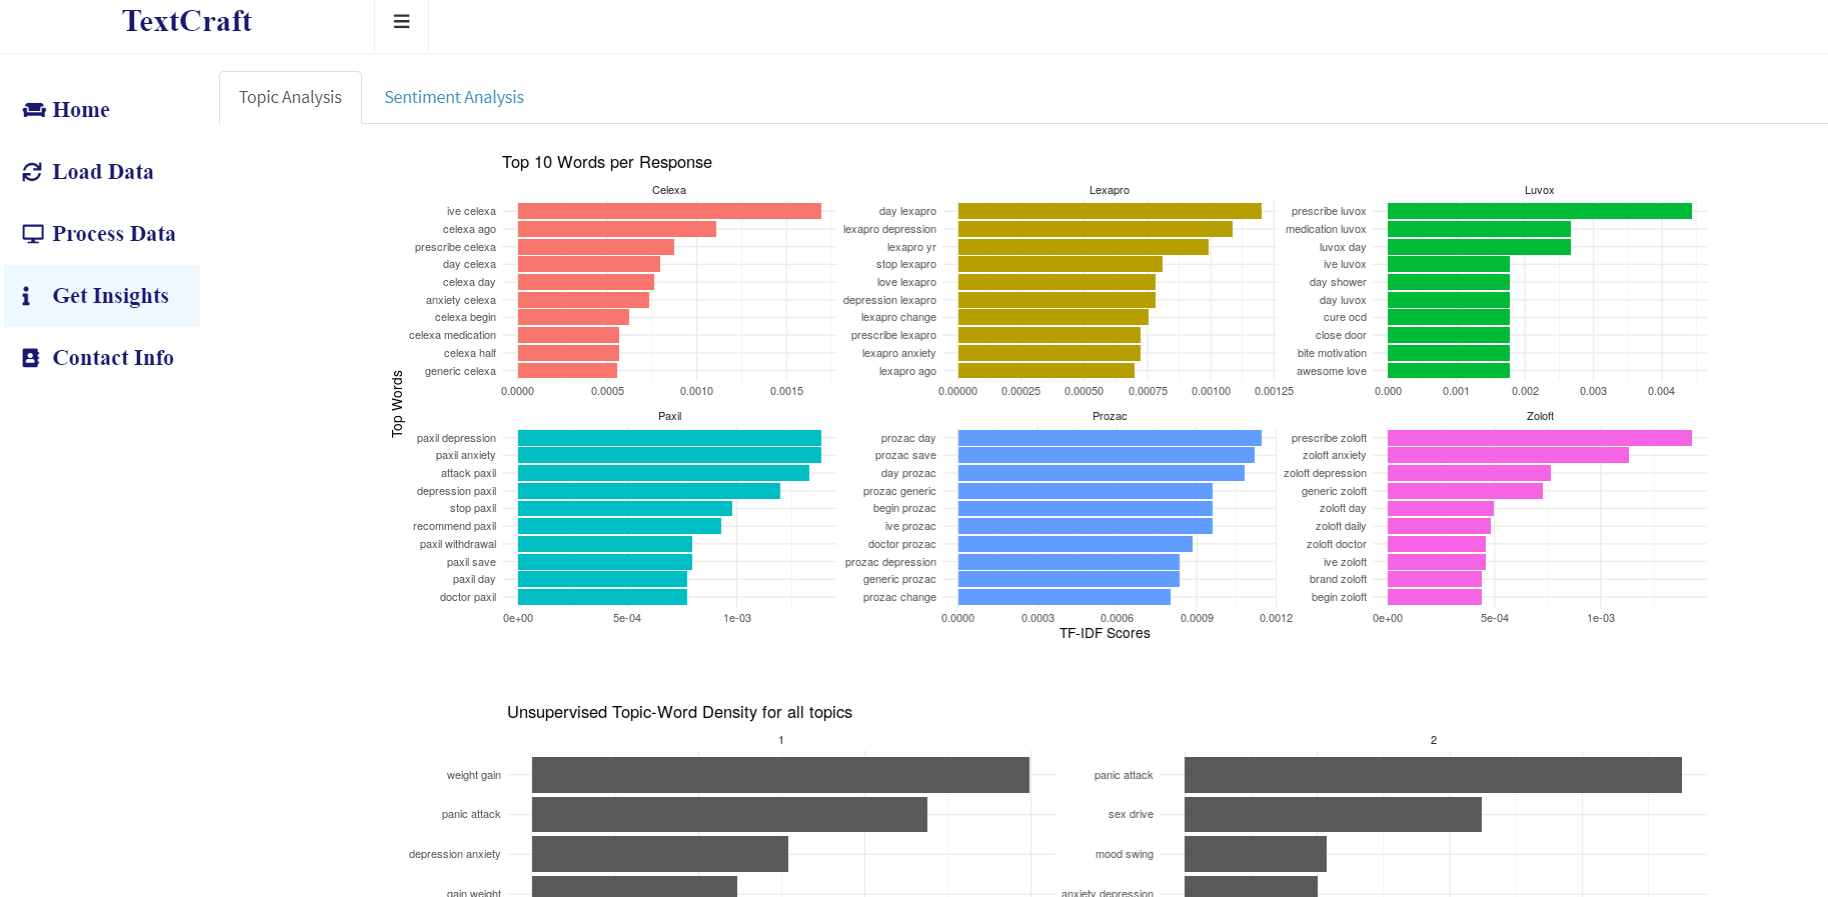 TextCraft
Home
Load Data
Process Data
Get Insights
Contact Info
Topic Analysis
Sentiment Analysis
Top 10 Words per Response
Top Words
Celexa
ive celexa
celexa ago
prescribe celexa
day celexa
celexa day
anxiety celexa
celexa begin
celexa medication
celexa half
generic celexa
0.0000 0.0005 0.0010 0.0015
Lexapro
day lexapro
lexapro depression
lexapro yr
stop lexapro
love lexapro
depression lexapro
lexapro change
prescribe lexapro
lexapro anxiety
lexapro ago
0.00000 0.00025 0.00050 0.00075 0.00100 0.00125
Luvox
prescribe luvox
medication luvox
luvox day
ive luvox
day shower
day luvox
cure ocd
close door
bite motivation
awesome love
0.000 0.001 0.002 0.003 0.004
Paxil
paxil depression
paxil anxiety
attack paxil
depression paxil
stop paxil
recommend paxil
paxil withdrawal
paxil save
paxil day
doctor paxil
0e+00 5e-04 1e-03
Prozac
prozac day
prozac save
day prozac
prozac generic
begin prozac
ive prozac
doctor prozac
prozac depression
generic prozac
prozac change
0.0000 0.0003 0.0006 0.0009 0.0012
Zoloft
prescribe zoloft
zoloft anxiety
zoloft depression
generic zoloft
zoloft day
zoloft daily
zoloft doctor
ive zoloft
brand zoloft
begin zoloft
0e+00 5e-04 1e-03
TF-IDF Scores
Unsupervised Topic-Word Density for all topics
1
weight gain
panic attack
depression anxiety
gain weight
2
panic attack
sex drive
mood swing
anxiety depression